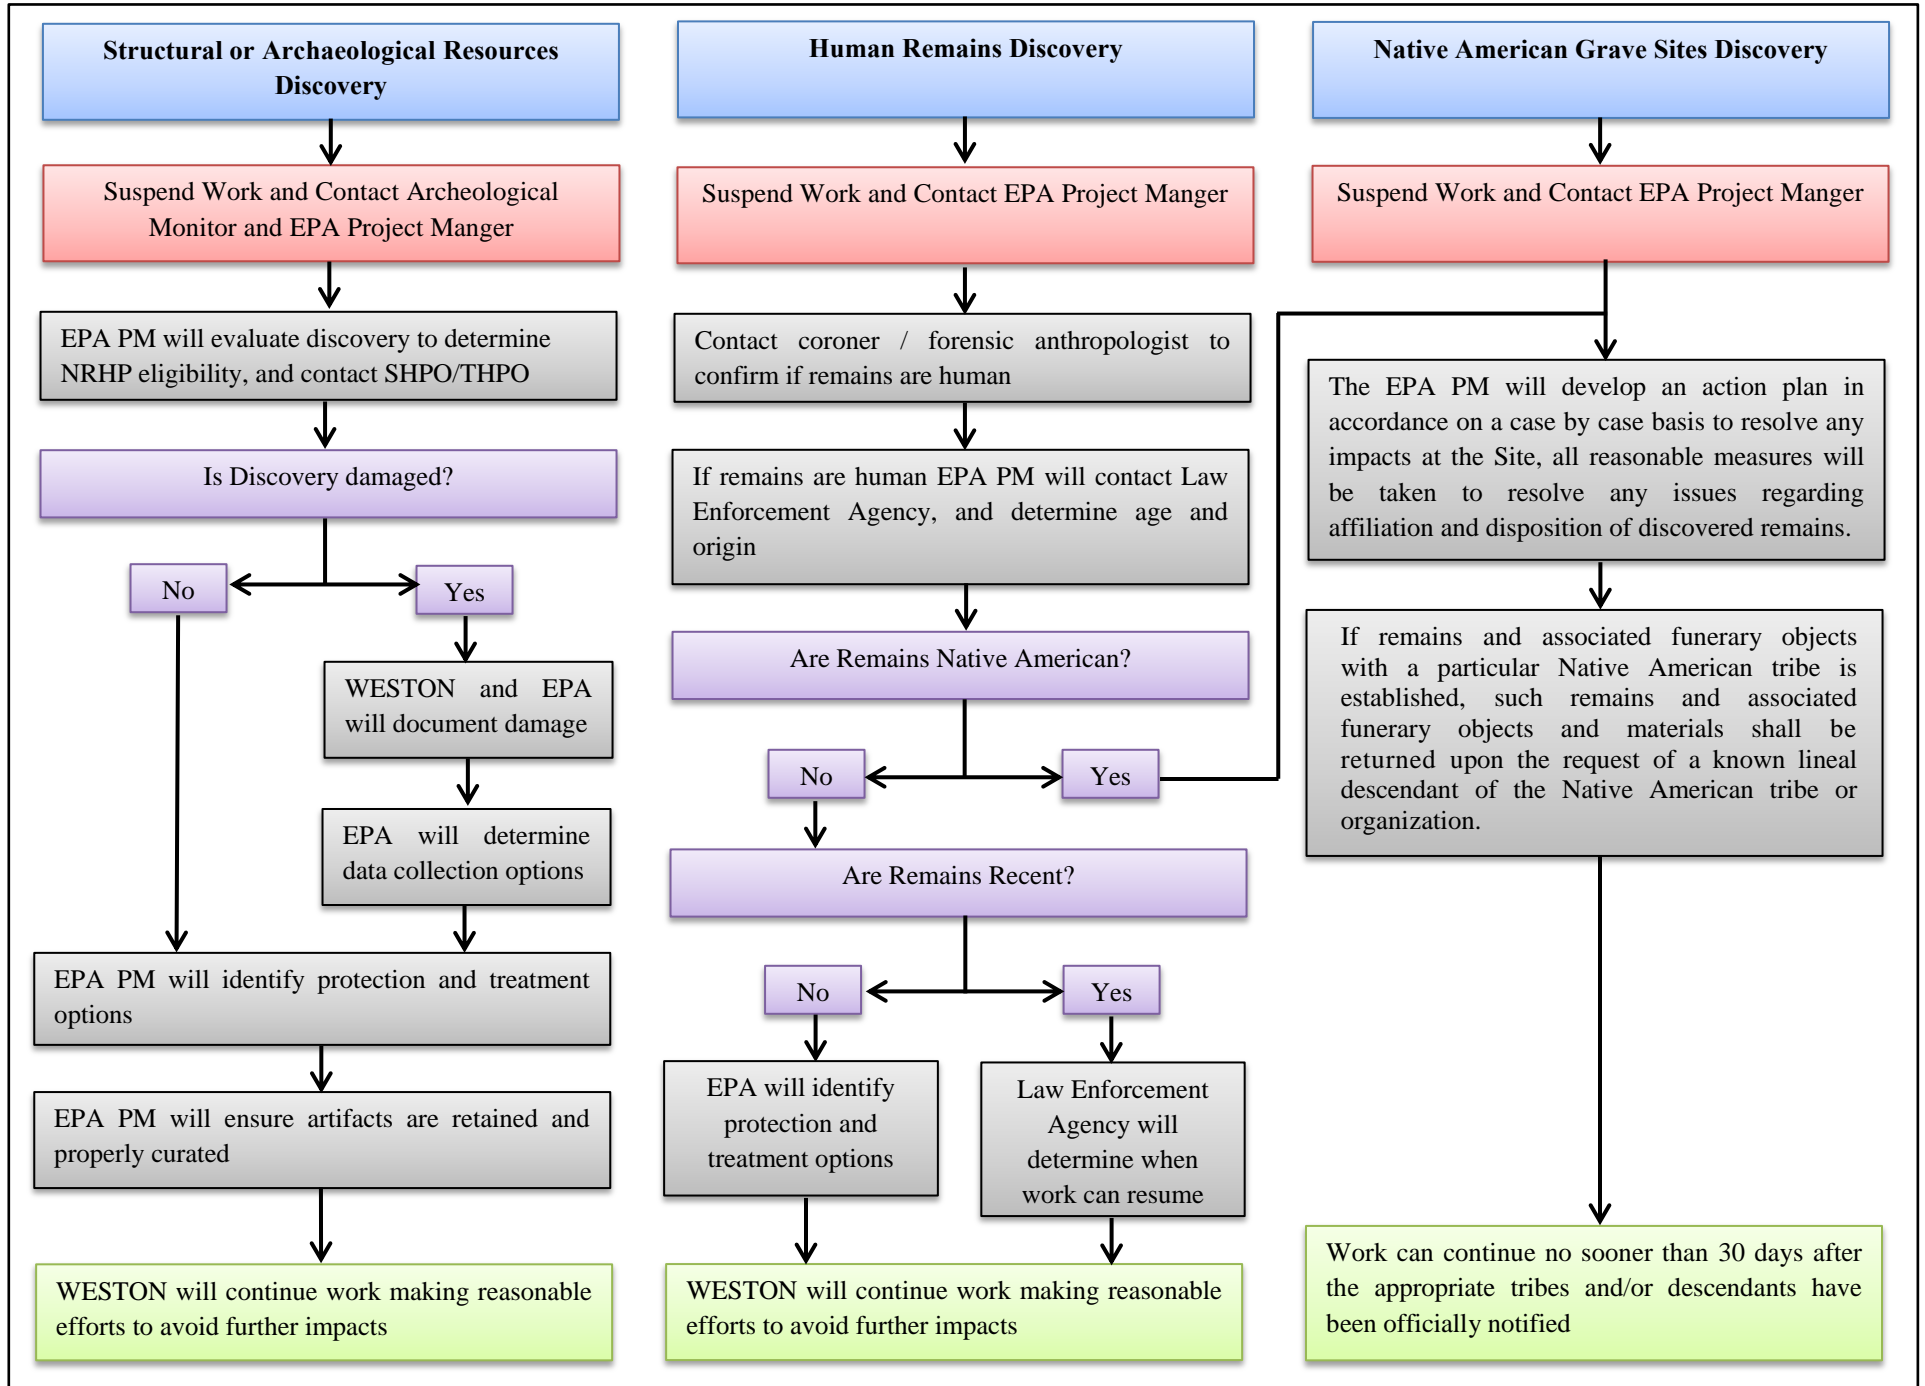 Structural or Archaeological Resources
Discovery
Suspend Work and Contact Archeological
Monitor and EPA Project Manger
EPA PM will evaluate discovery to determine
NRHP eligibility, and contact SHPO/THPO
Is Discovery damaged?
No
Yes
WESTON and EPA
will document damage
EPA will determine
data collection options
EPA PM will identify protection and treatment
options
EPA PM will ensure artifacts are retained and
properly curated
WESTON will continue work making reasonable
efforts to avoid further impacts
Human Remains Discovery
Suspend Work and Contact EPA Project Manger
Contact coroner / forensic anthropologist to
confirm if remains are human
If remains are human EPA PM will contact Law
Enforcement Agency, and determine age and
origin
Are Remains Native American?
No
Yes
Are Remains Recent?
No
Yes
EPA will identify
protection and
treatment options
Law Enforcement
Agency will
determine when
work can resume
WESTON will continue work making reasonable
efforts to avoid further impacts
Native American Grave Sites Discovery
Suspend Work and Contact EPA Project Manger
The EPA PM will develop an action plan in
accordance on a case by case basis to resolve any
impacts at the Site, all reasonable measures will
be taken to resolve any issues regarding
affiliation and disposition of discovered remains.
If remains and associated funerary objects
with a particular Native American tribe is
established, such remains and associated
funerary objects and materials shall be
returned upon the request of a known lineal
descendant of the Native American tribe or
organization.
Work can continue no sooner than 30 days after
the appropriate tribes and/or descendants have
been officially notified